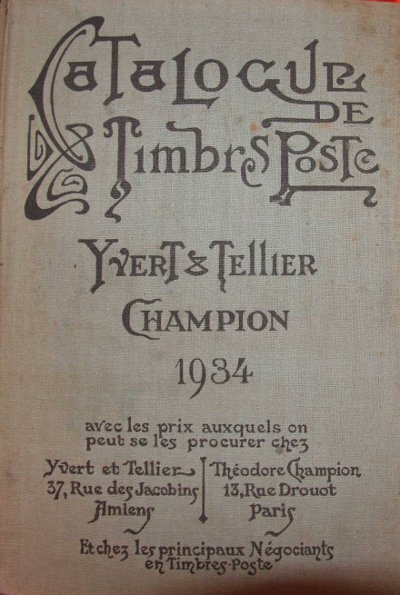 Catalogue
de
Timbres Poste
Yvert & Tellier
Champion
1934
avec les prix auxquels on
peut se les procurer chez
Yvert et Tellier
37, Rue des Jacobins
Amiens
Théodore Champion
13, Rue Drouot
Paris
Et chez les principaux Négociants
en Timbres-Poste